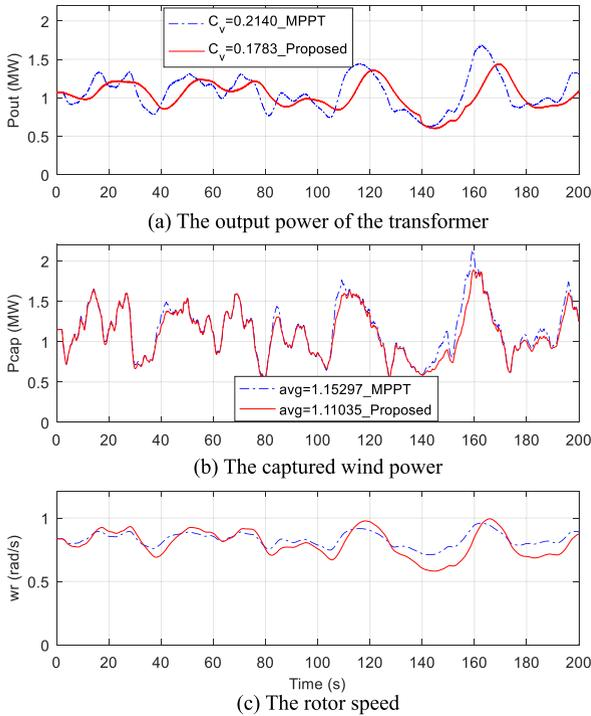 Pout (MW)
2
1.5
1
0.5
0
C_v=0.2140_MPPT
C_v=0.1783_Proposed
0 20 40 60 80 100 120 140 160 180 200
(a) The output power of the transformer
Pcap (MW)
2
1.5
1
0.5
0
avg=1.15297_MPPT
avg=1.11035_Proposed
0 20 40 60 80 100 120 140 160 180 200
(b) The captured wind power
wr (rad/s)
1
0.5
0
0 20 40 60 80 100 120 140 160 180 200
Time (s)
(c) The rotor speed